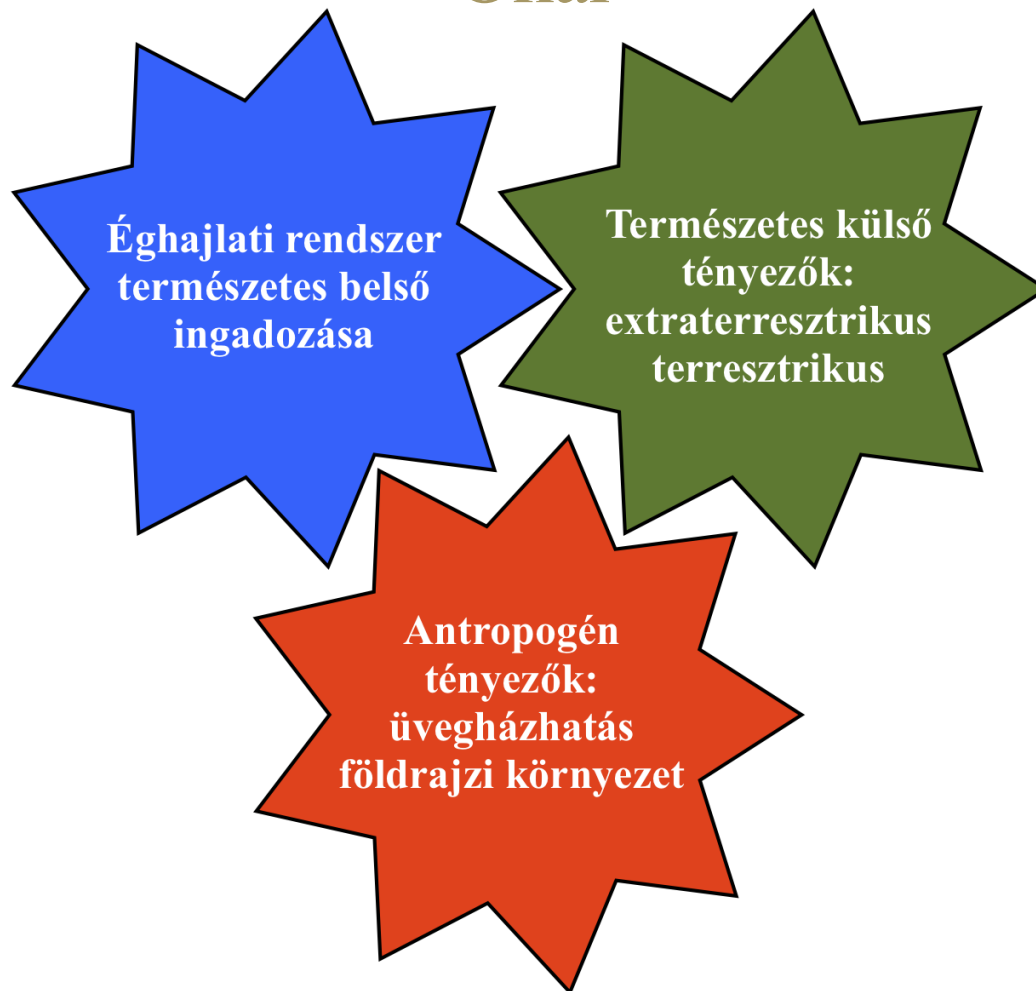 Éghajlati rendszer
természetes belső
ingadozása
Természetes külső
tényezők:
extraterresztrikus
terresztrikus
Antropogén
tényezők:
üvegházhatás
földrajzi környezet